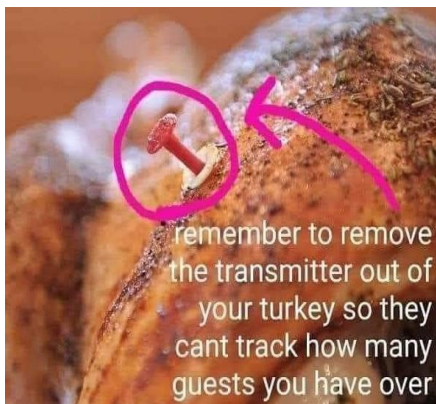 remember to remove
the transmitter out of
your turkey so they
cant track how many
guests you have over